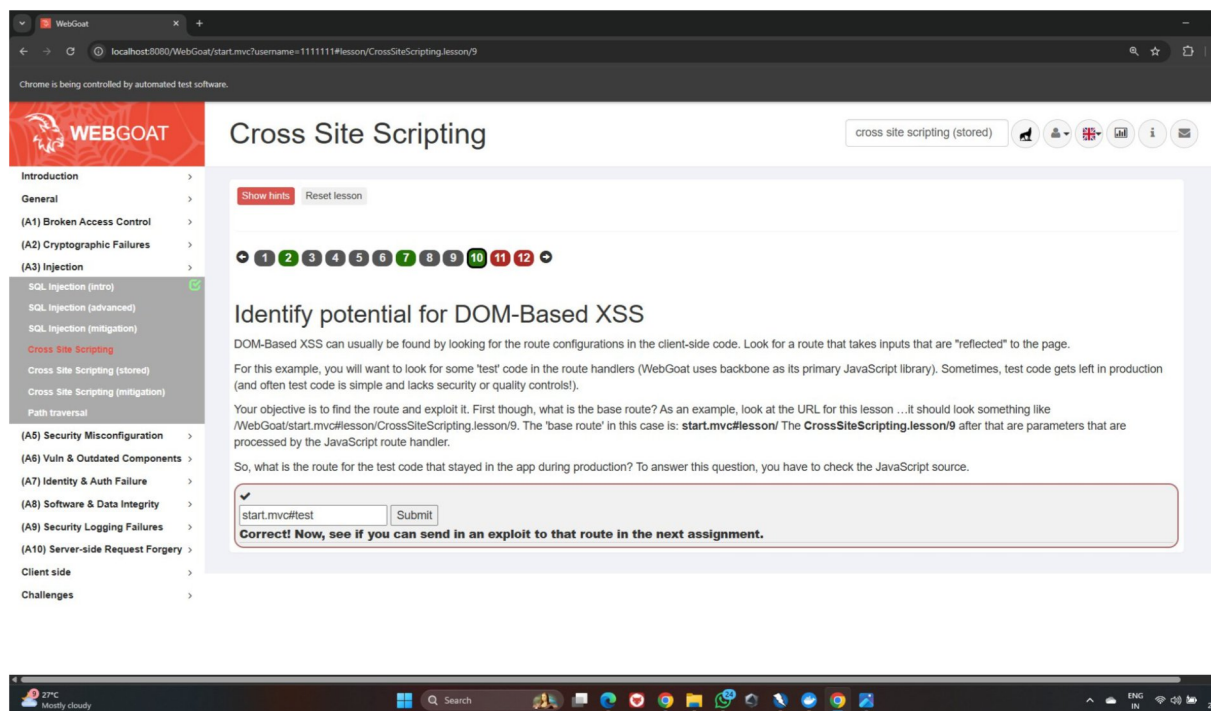 WebGoat
localhost:8080/WebGoat/start.mvc?username=1111111#lesson/CrossSiteScripting.lesson/9
Chrome is being controlled by automated test software.
WEBGOAT
Cross Site Scripting
cross site scripting (stored)
Introduction
General
(A1) Broken Access Control
(A2) Cryptographic Failures
(A3) Injection
SQL Injection (intro)
SQL Injection (advanced)
SQL Injection (mitigation)
Cross Site Scripting
Cross Site Scripting (stored)
Cross Site Scripting (mitigation)
Path traversal
(A5) Security Misconfiguration
(A6) Vuln & Outdated Components
(A7) Identity & Auth Failure
(A8) Software & Data Integrity
(A9) Security Logging Failures
(A10) Server-side Request Forgery
Client side
Challenges
Show hints Reset lesson
1 2 3 4 5 6 7 8 9 10 11 12
Identify potential for DOM-Based XSS
DOM-Based XSS can usually be found by looking for the route configurations in the client-side code. Look for a route that takes inputs that are "reflected" to the page.
For this example, you will want to look for some 'test' code in the route handlers (WebGoat uses backbone as its primary JavaScript library). Sometimes, test code gets left in production
(and often test code is simple and lacks security or quality controls!).
Your objective is to find the route and exploit it. First though, what is the base route? As an example, look at the URL for this lesson …it should look something like
/WebGoat/start.mvc#lesson/CrossSiteScripting.lesson/9. The 'base route' in this case is: start.mvc#lesson/ The CrossSiteScripting.lesson/9 after that are parameters that are
processed by the JavaScript route handler.
So, what is the route for the test code that stayed in the app during production? To answer this question, you have to check the JavaScript source.
start.mvc#test Submit
Correct! Now, see if you can send in an exploit to that route in the next assignment.
27°C
Mostly cloudy
Search
ENG
IN